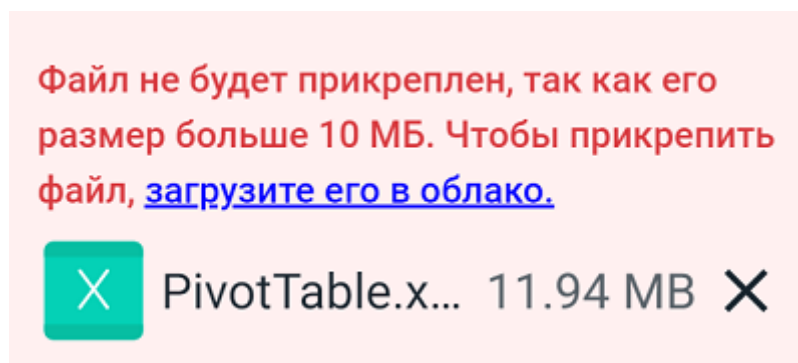 Файл не будет прикреплен, так как его
размер больше 10 МБ. Чтобы прикрепить
файл, загрузите его в облако.
X PivotTable.x... 11.94 MB ×